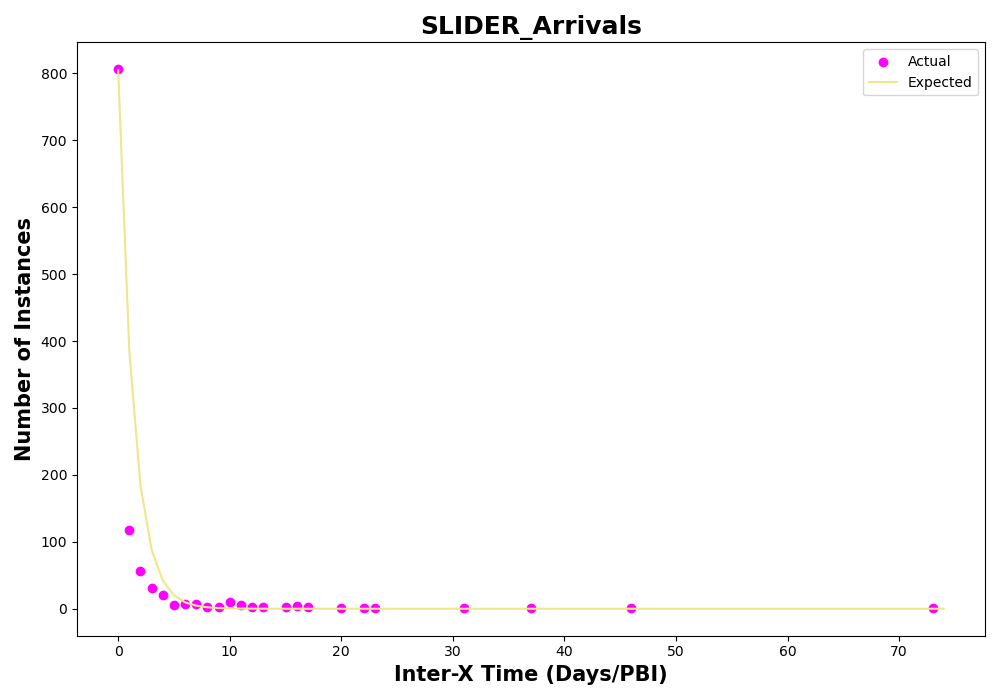 SLIDER_Arrivals
Actual
Expected
Number of Instances
800
700
600
500
400
300
200
100
0
0 10 20 30 40 50 60 70
Inter-X Time (Days/PBI)